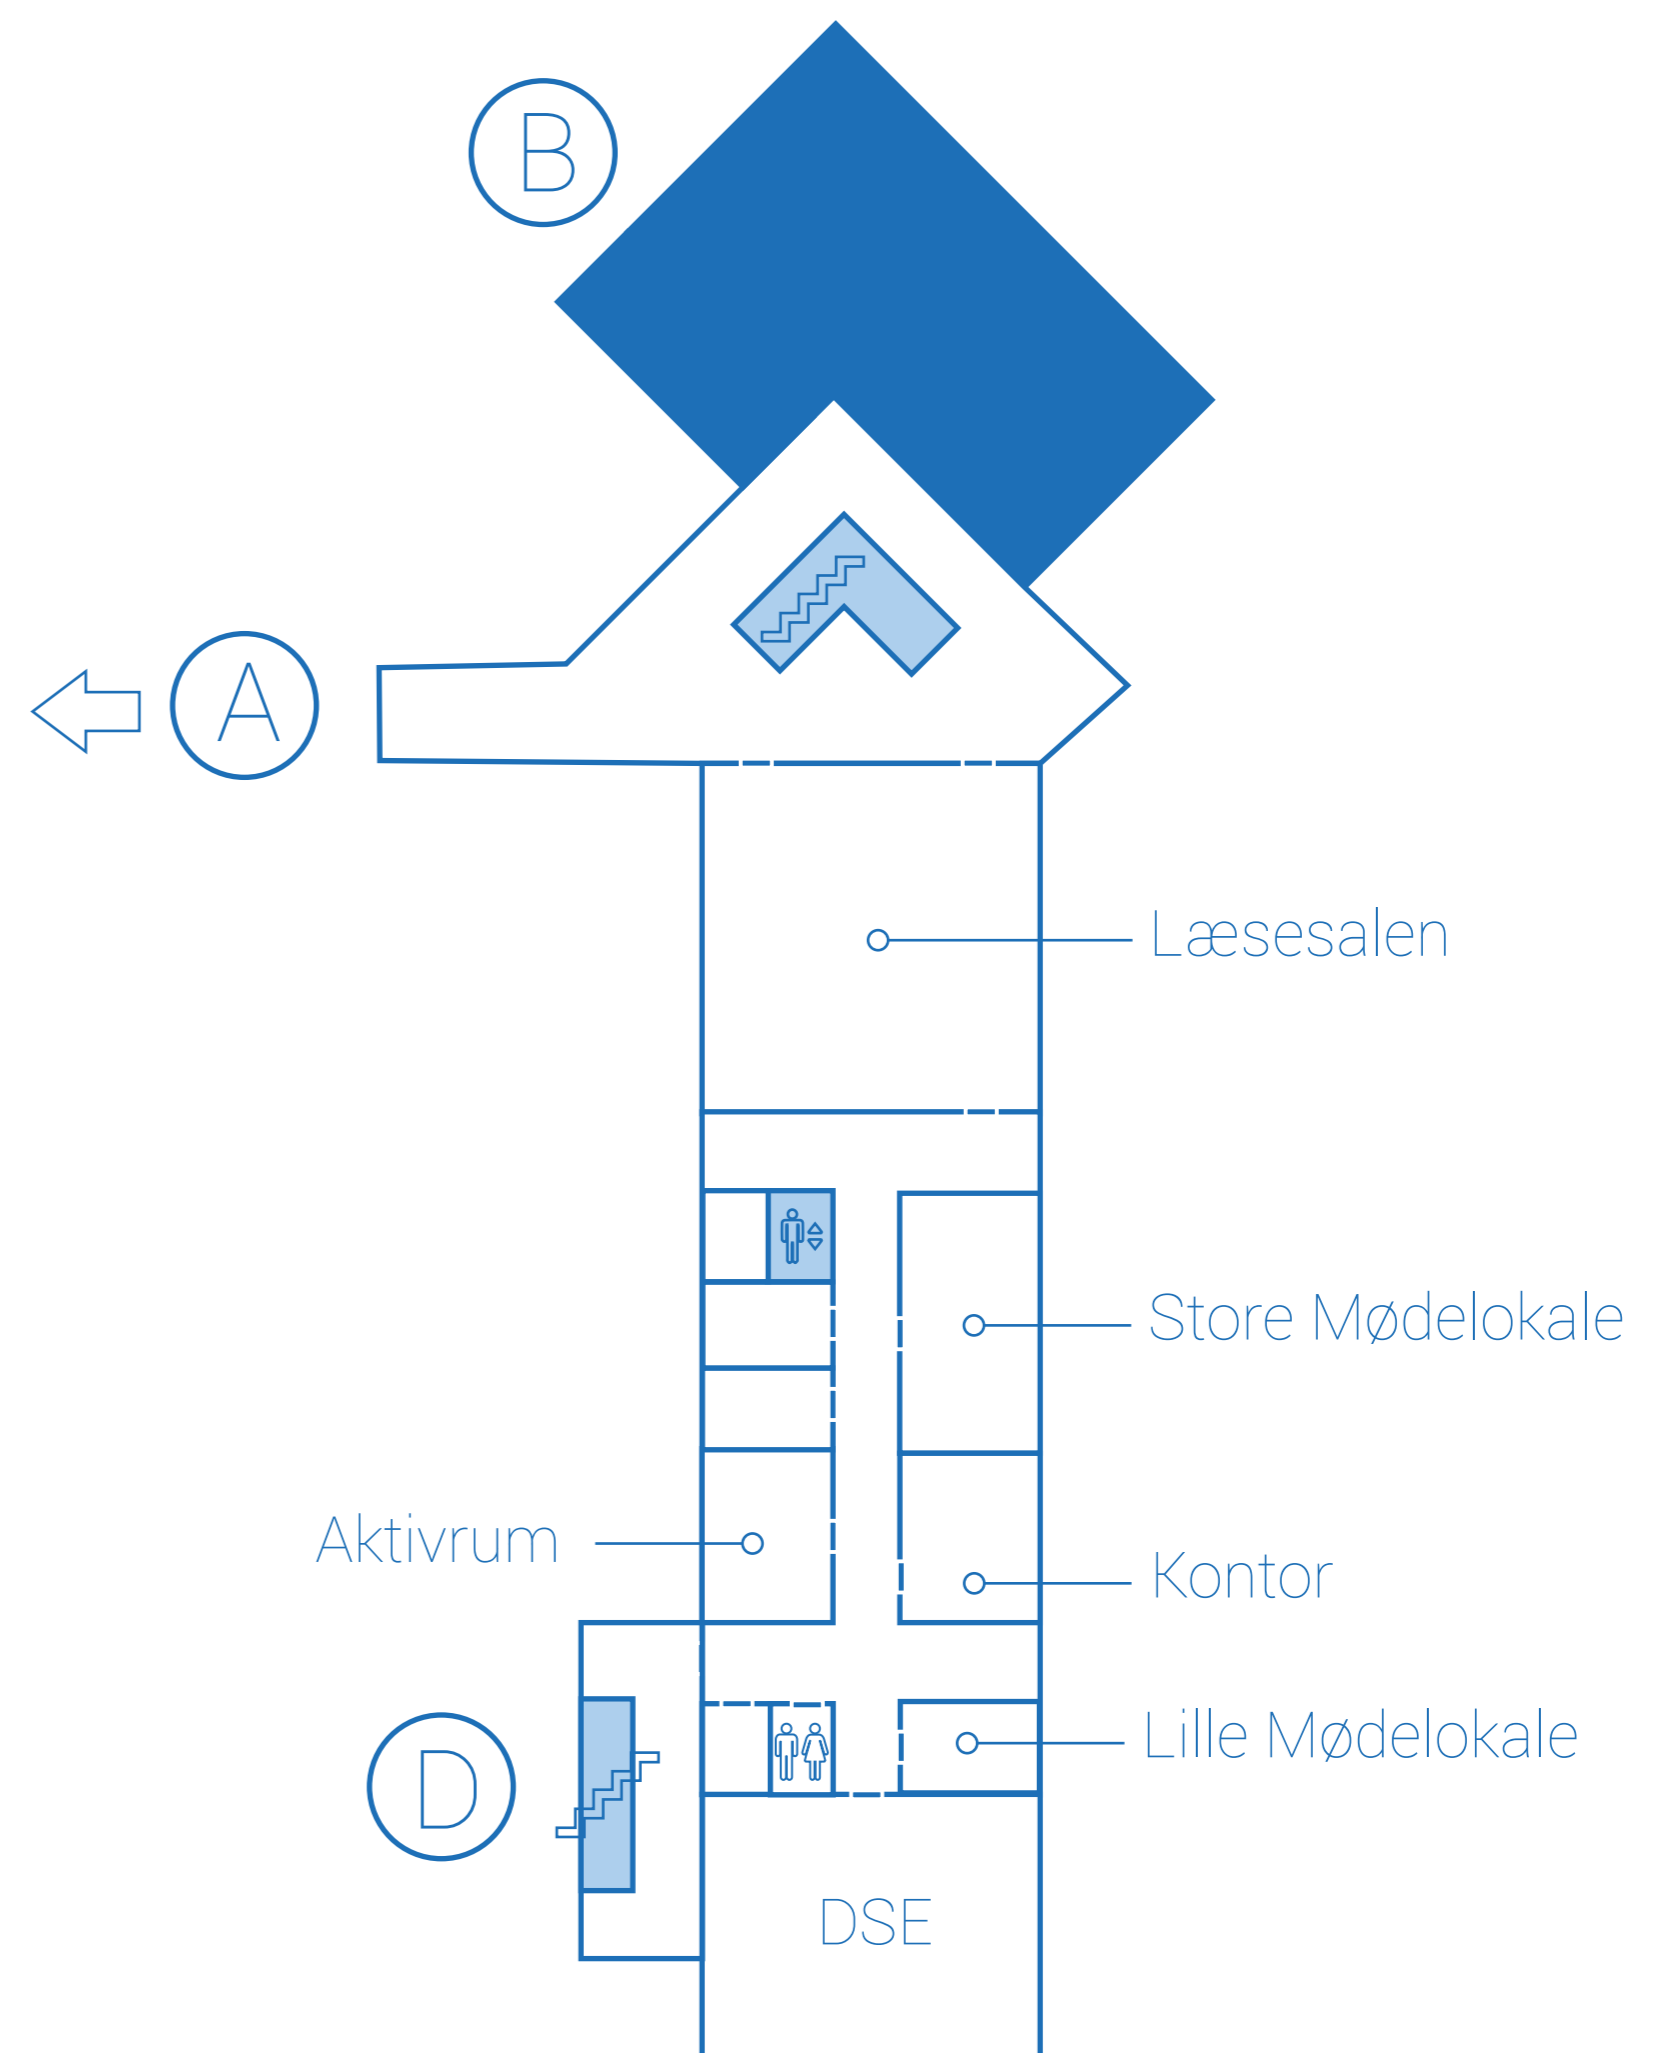 B
A
Læsesalen
Store Mødelokale
Aktivrum
Kontor
Lille Mødelokale
D
DSE